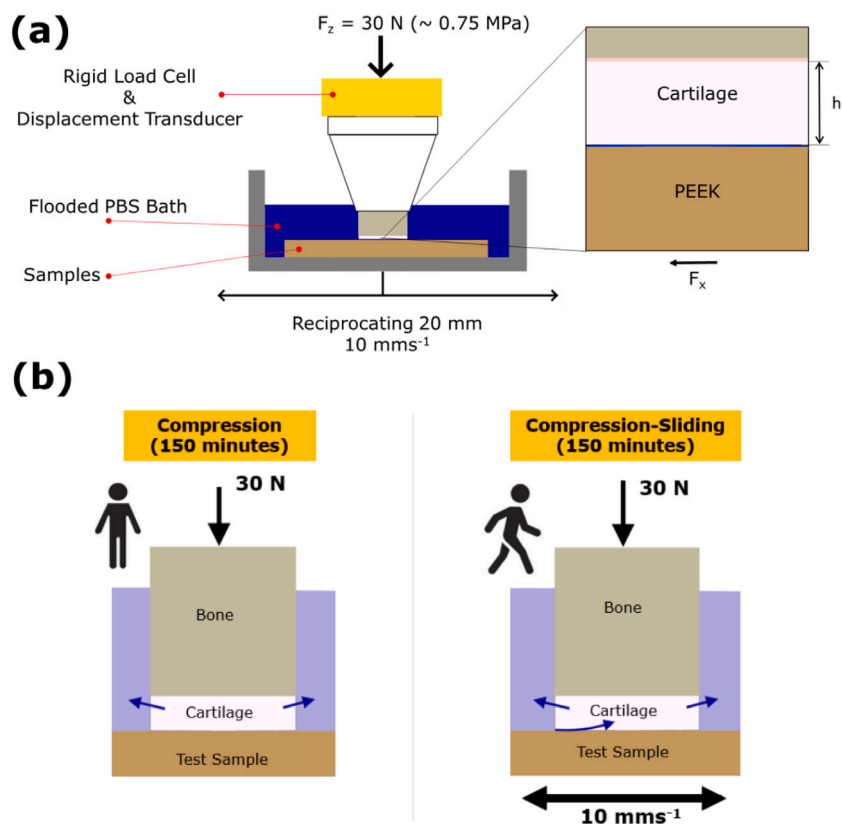 (a)
F_z = 30 N (~ 0.75 MPa)
Rigid Load Cell
&
Displacement Transducer
Flooded PBS Bath
Samples
Reciprocating 20 mm
10 mms⁻¹
Cartilage
h
PEEK
F_x
(b)
Compression
(150 minutes)
30 N
Bone
Cartilage
Test Sample
Compression-Sliding
(150 minutes)
30 N
Bone
Cartilage
Test Sample
10 mms⁻¹